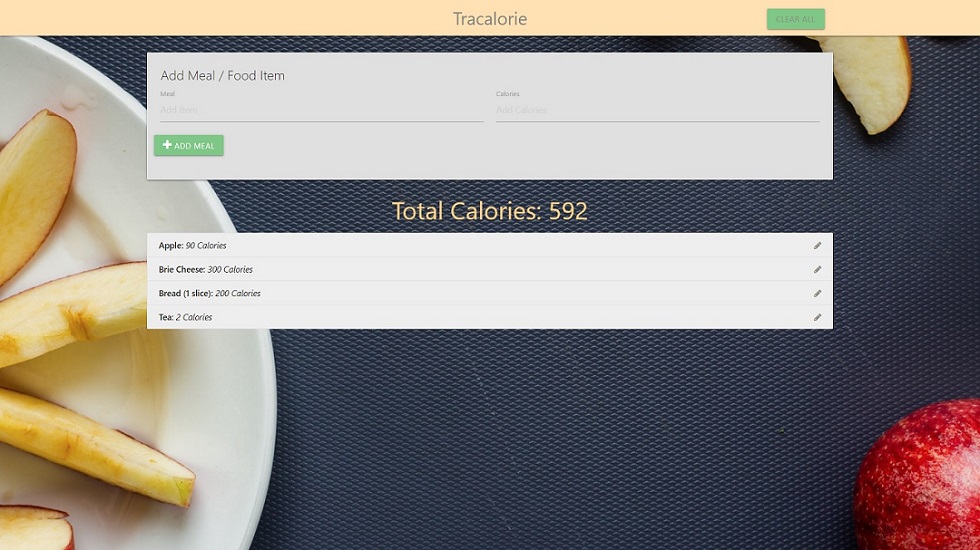 Tracalorie
CLEAR ALL
Add Meal / Food Item
Meal
Calories
Add Item
Add Calories
ADD MEAL
Total Calories: 592
Apple: 90 Calories
Brie Cheese: 300 Calories
Bread (1 slice): 200 Calories
Tea: 2 Calories